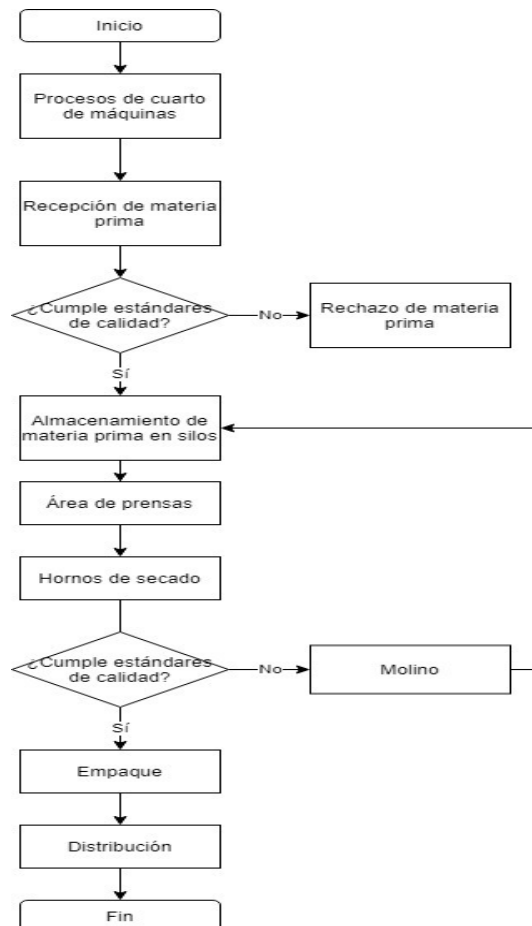 Inicio
Procesos de cuarto
de máquinas
Recepción de materia
prima
¿Cumple estándares
de calidad?
No
Rechazo de materia
prima
Sí
Almacenamiento de
materia prima en silos
Área de prensas
Hornos de secado
¿Cumple estándares
de calidad?
No
Molino
Sí
Empaque
Distribución
Fin